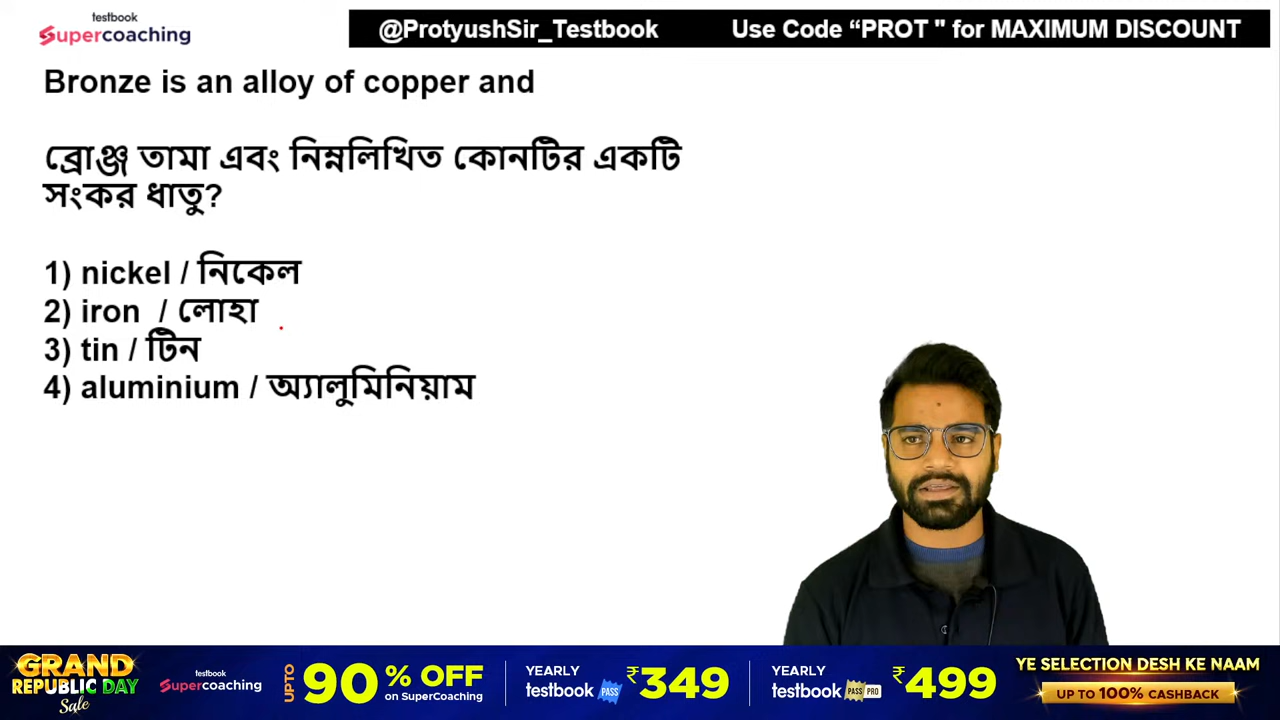 testbook
Supercoaching
@ProtyushSir_Testbook
Use Code “PROT " for MAXIMUM DISCOUNT
Bronze is an alloy of copper and
ব্রোঞ্জ তামা এবং নিম্নলিখিত কোনটির একটি
সংকর ধাতু?
1) nickel / নিকেল
2) iron / লোহা
3) tin / টিন
4) aluminium / অ্যালুমিনিয়াম
GRAND
REPUBLIC DAY
Sale
testbook
Supercoaching
UPTO 90% OFF
on SuperCoaching
YEARLY
testbook PASS
₹349
YEARLY
testbook PASS PRO
₹499
YE SELECTION DESH KE NAAM
UP TO 100% CASHBACK